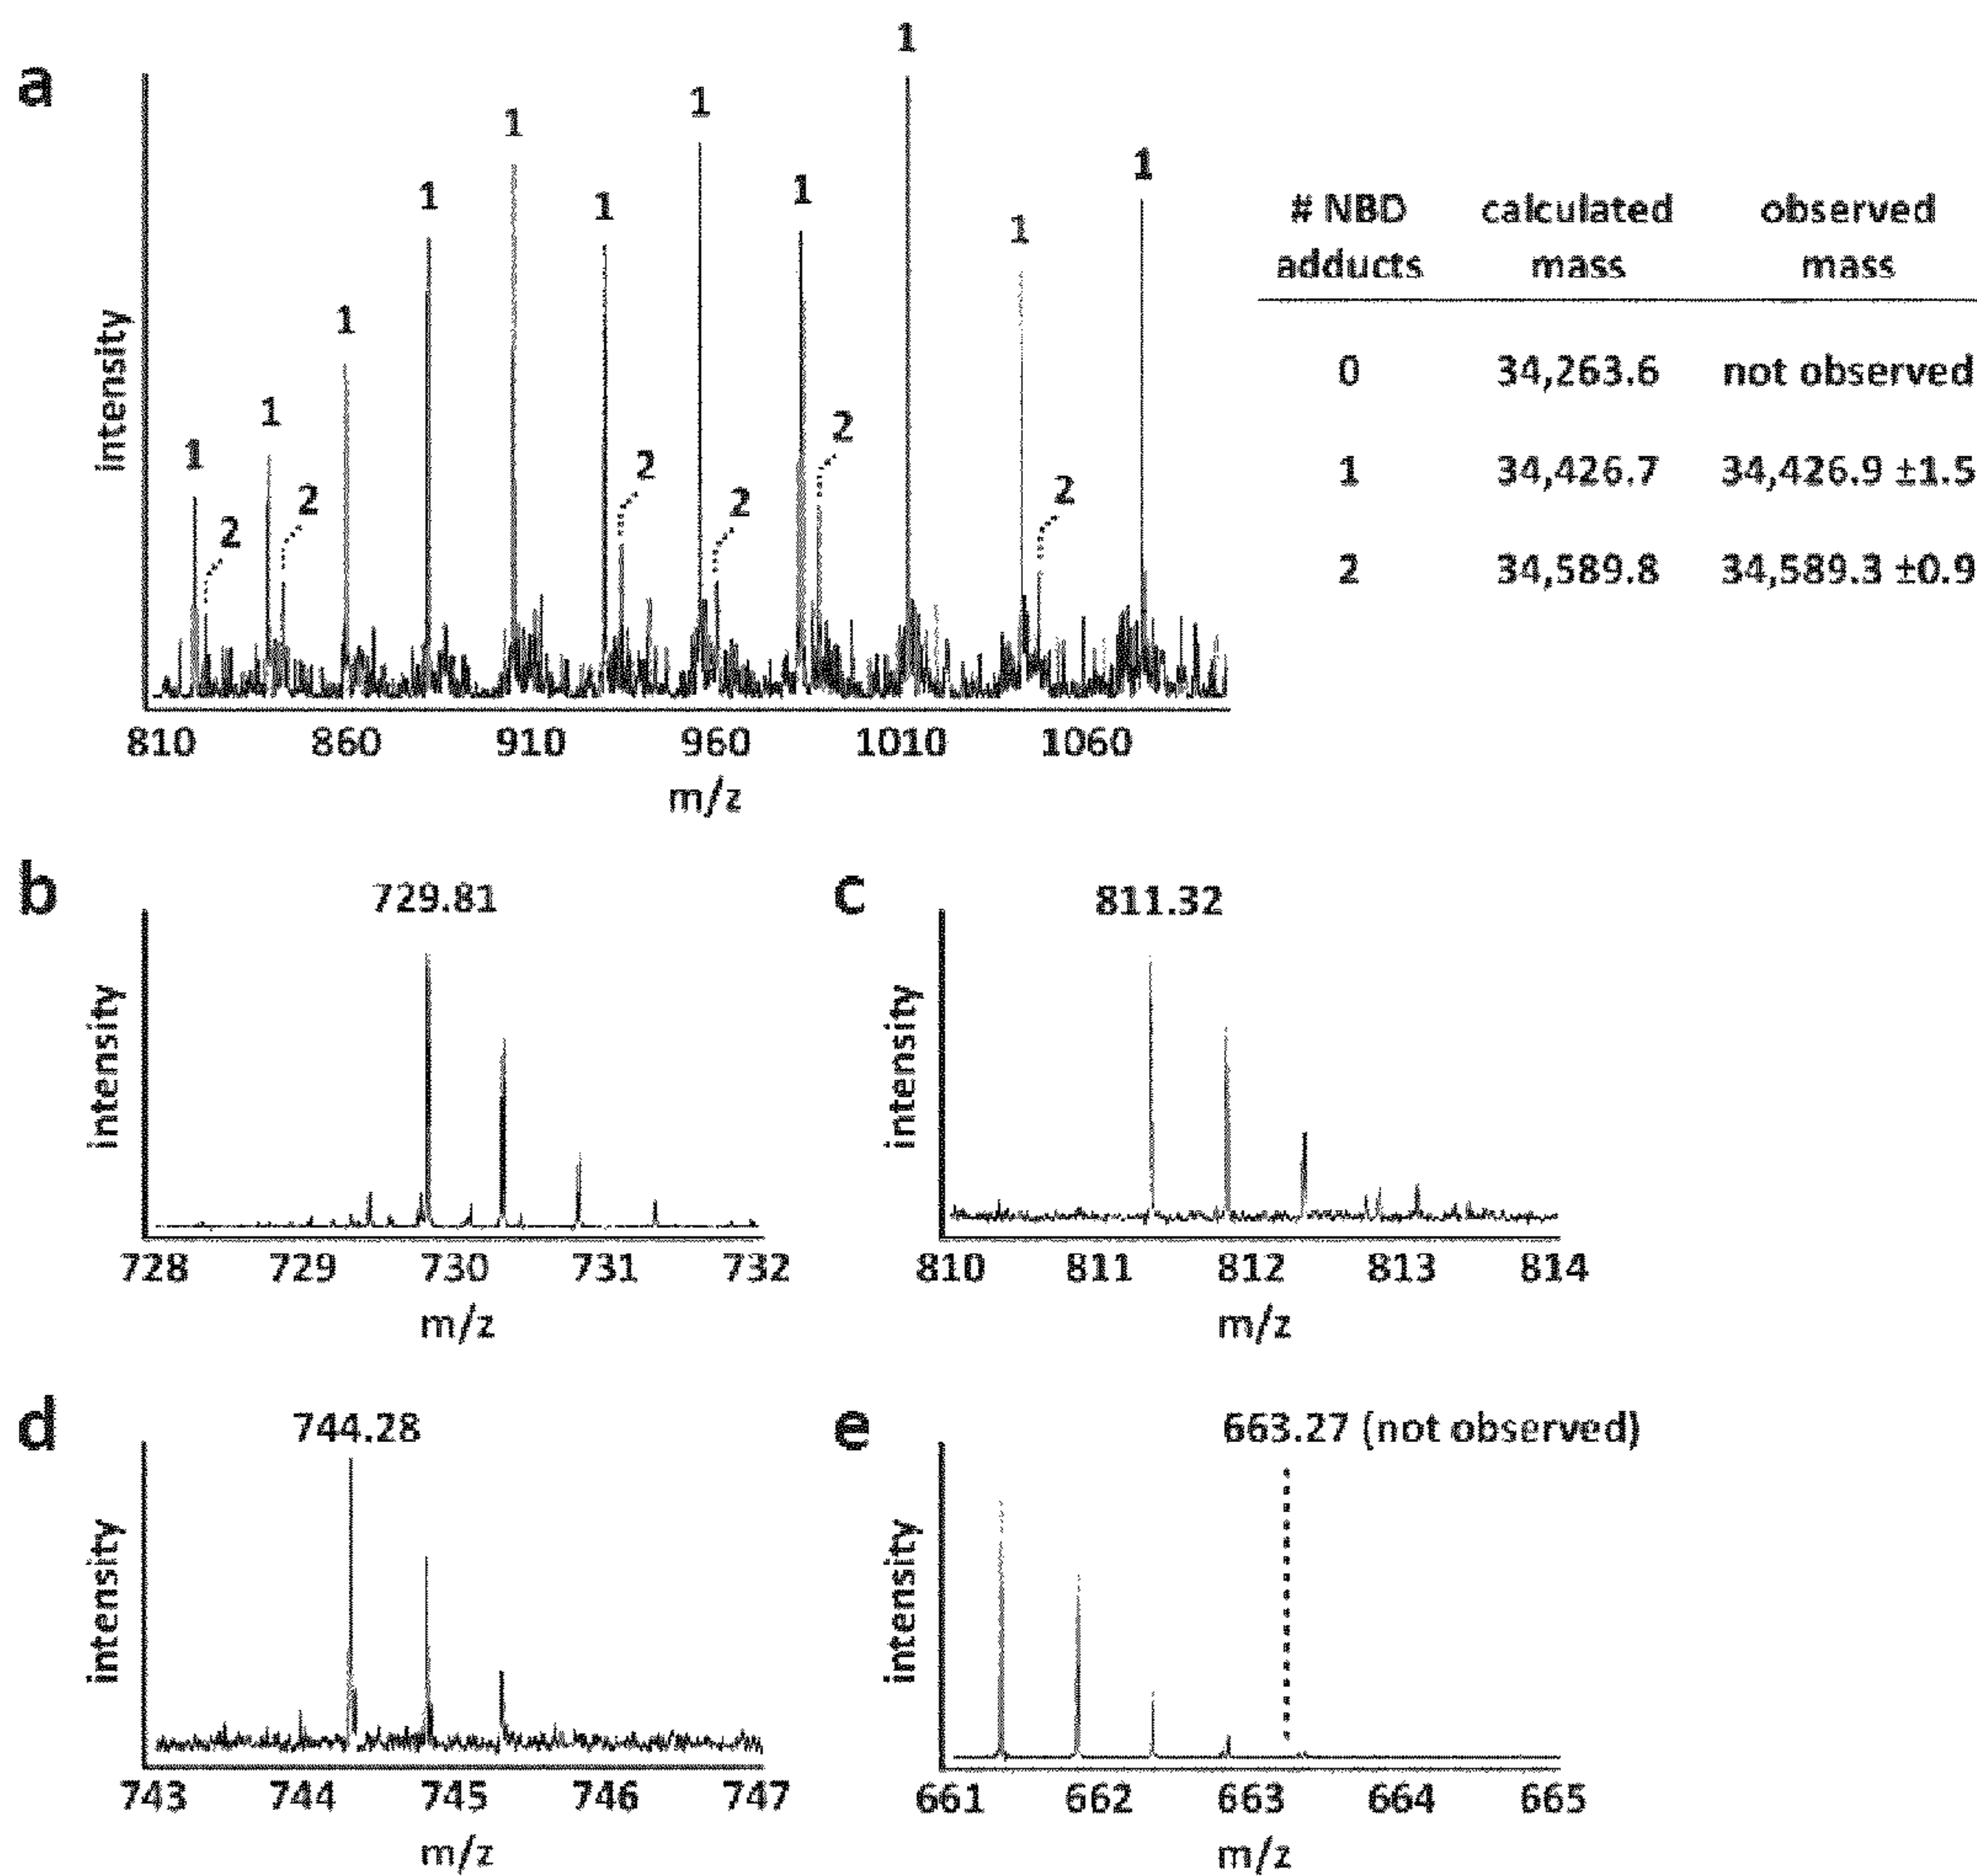 a
1 1 1 1 1 1 1 1 1 1 1
2 2 2 2 2 2
intensity
810 860 910 960 1010 1060
m/z
# NBD calculated observed
adducts mass mass
0 34,263.6 not observed
1 34,426.7 34,426.9 ±1.5
2 34,589.8 34,589.3 ±0.9
b
729.81
intensity
728 729 730 731 732
m/z
c
811.32
intensity
810 811 812 813 814
m/z
d
744.28
intensity
743 744 745 746 747
m/z
e
663.27 (not observed)
intensity
661 662 663 664 665
m/z